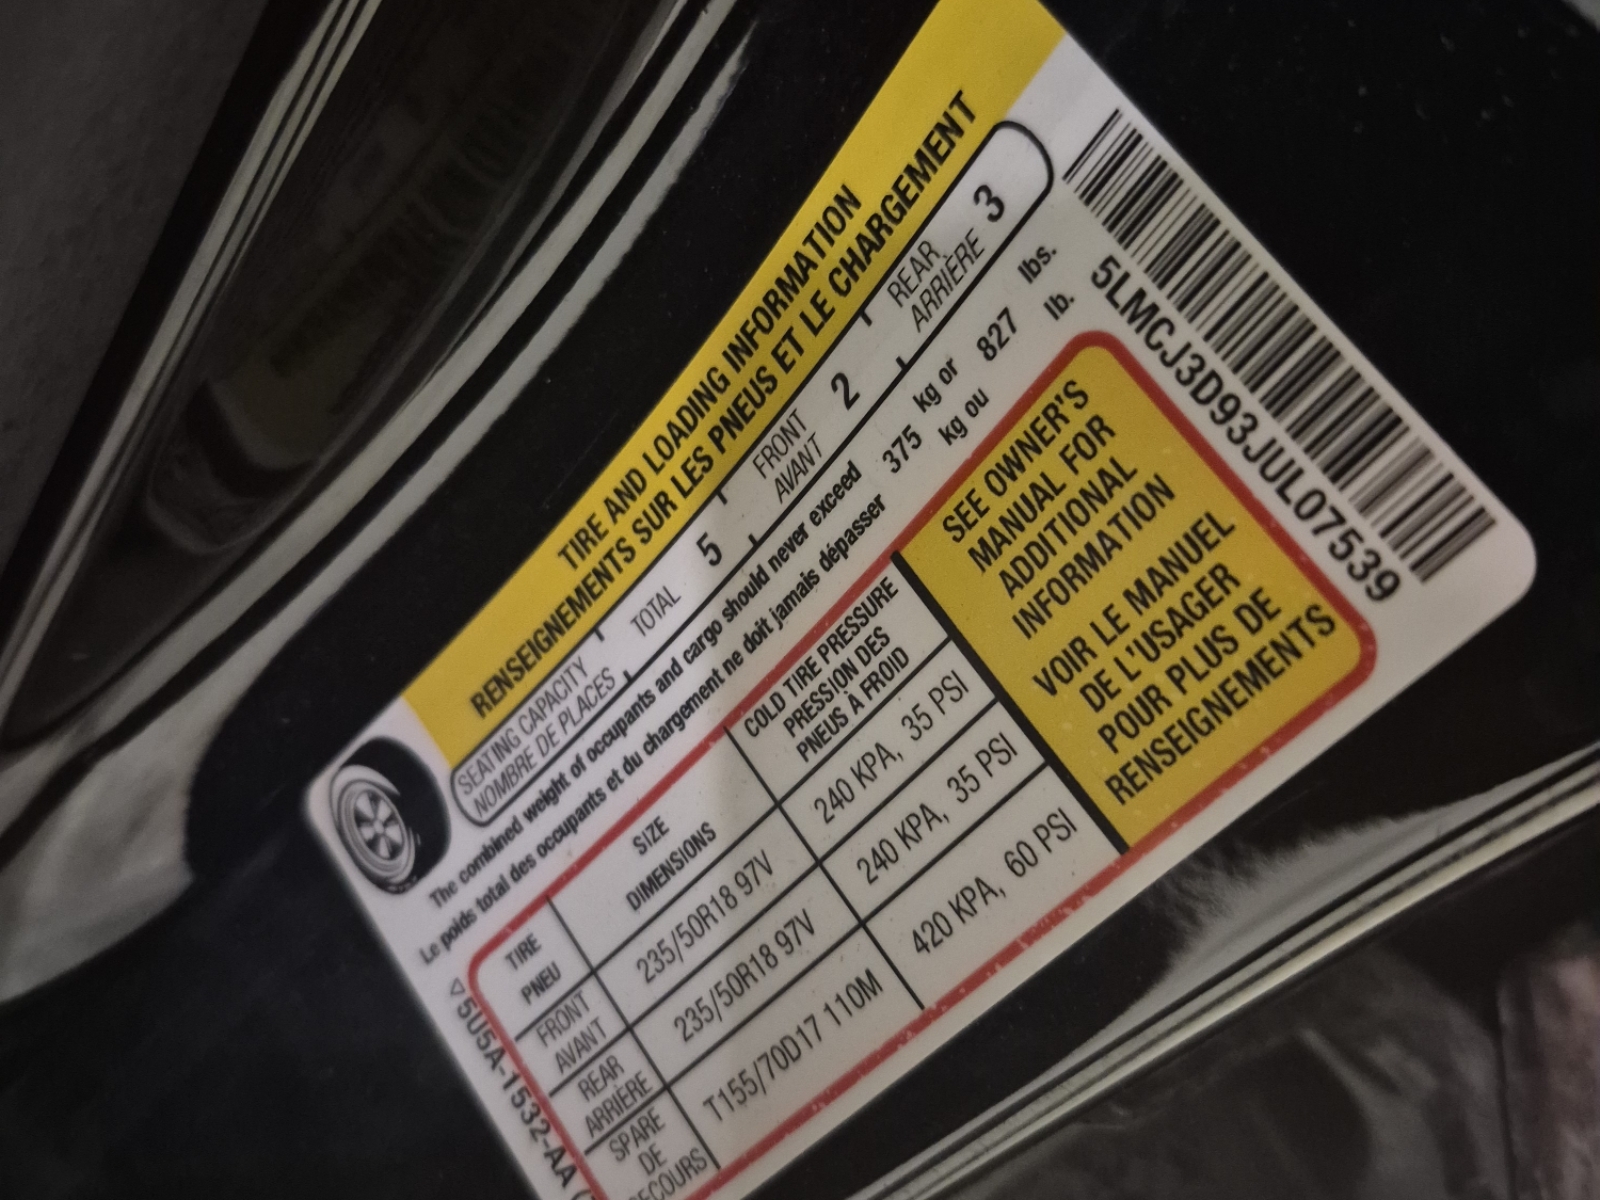 TIRE AND LOADING INFORMATION
RENSEIGNEMENTS SUR LES PNEUS ET LE CHARGEMENT
SEATING CAPACITY
NOMBRE DE PLACES
TOTAL 5
FRONT
AVANT
2
REAR
ARRIÈRE
3
The combined weight of occupants and cargo should never exceed 375 kg or 827 lbs.
Le poids total des occupants et du chargement ne doit jamais dépasser kg ou lb.
TIRE
PNEU
SIZE
DIMENSIONS
COLD TIRE PRESSURE
PRESSION DES
PNEUS À FROID
FRONT
AVANT
235/50R18 97V
240 KPA, 35 PSI
REAR
ARRIÈRE
235/50R18 97V
240 KPA, 35 PSI
SPARE
DE
SECOURS
T155/70D17 110M
420 KPA, 60 PSI
SEE OWNER'S
MANUAL FOR
ADDITIONAL
INFORMATION
VOIR LE MANUEL
DE L'USAGER
POUR PLUS DE
RENSEIGNEMENTS
5LMCJ3D93JUL07539
5U5A-1532-AA